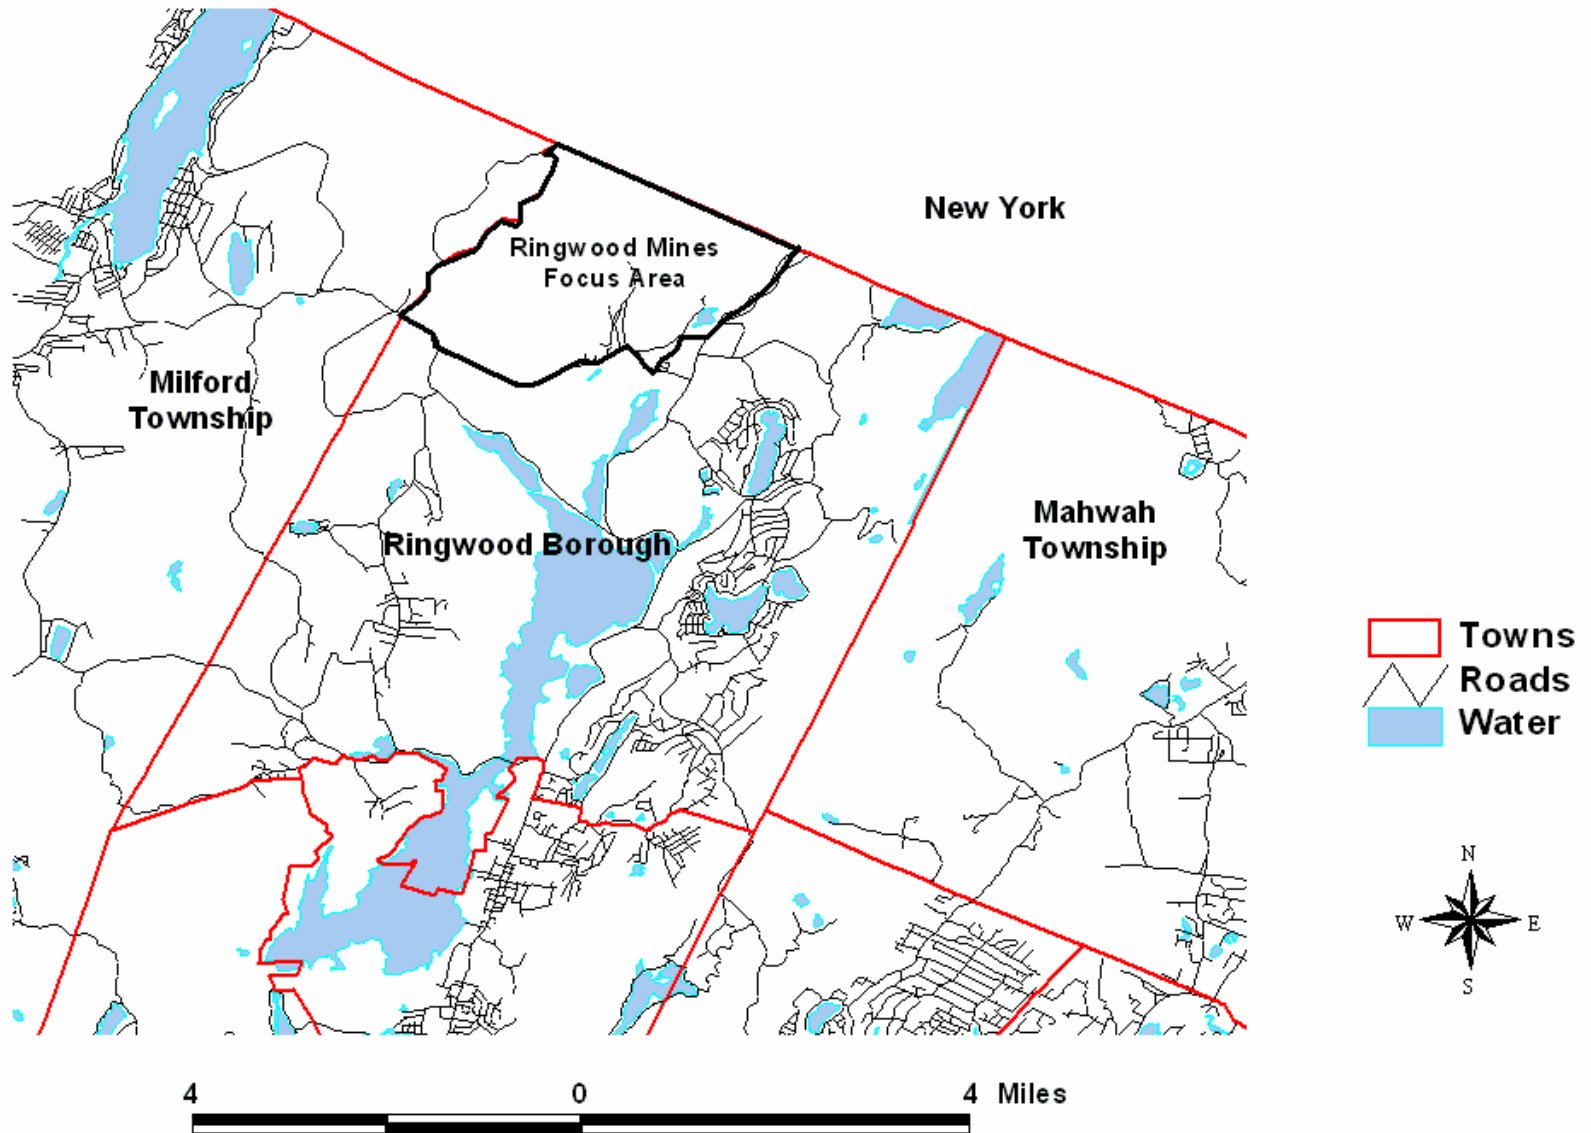 New York
Ringwood Mines
Focus Area
Milford
Township
Ringwood Borough
Mahwah
Township
Towns
Roads
Water
N
W
E
S
4
0
4 Miles